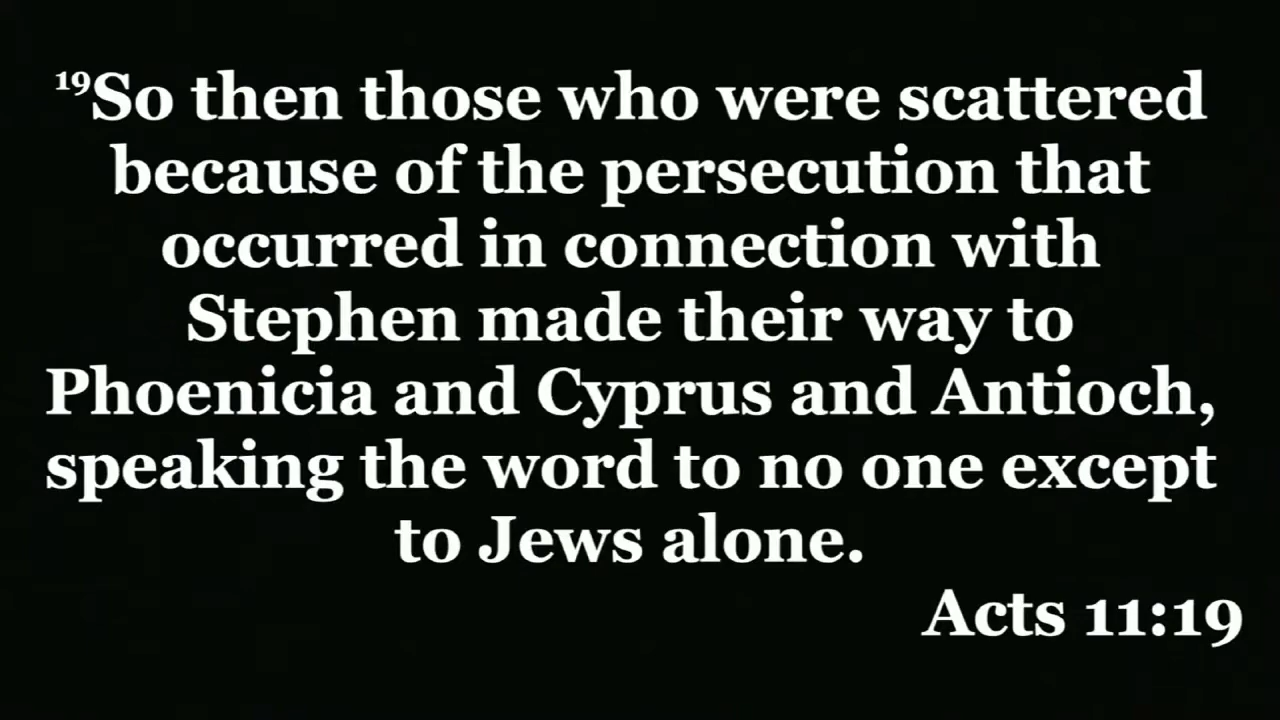 19So then those who were scattered
because of the persecution that
occurred in connection with
Stephen made their way to
Phoenicia and Cyprus and Antioch,
speaking the word to no one except
to Jews alone.
Acts 11:19